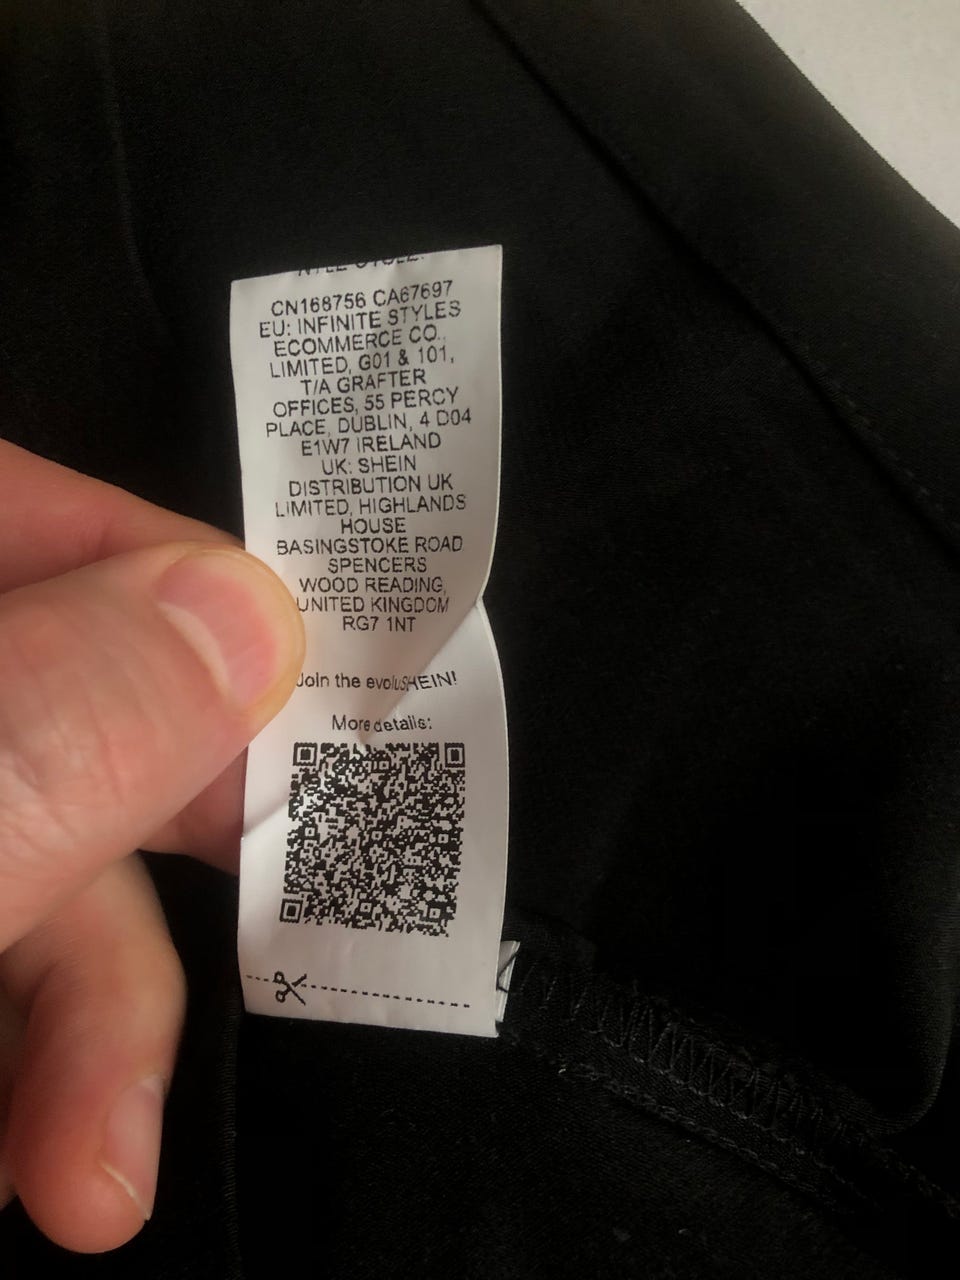 CN168756 CA67697
EU: INFINITE STYLES
ECOMMERCE CO.,
LIMITED, G01 & 101,
T/A GRAFTER
OFFICES, 55 PERCY
PLACE, DUBLIN, 4 D04
E1W7 IRELAND
UK: SHEIN
DISTRIBUTION UK
LIMITED, HIGHLANDS
HOUSE
BASINGSTOKE ROAD
SPENCERS
WOOD READING,
UNITED KINGDOM
RG7 1NT
Join the evoluSHEIN!
More details: